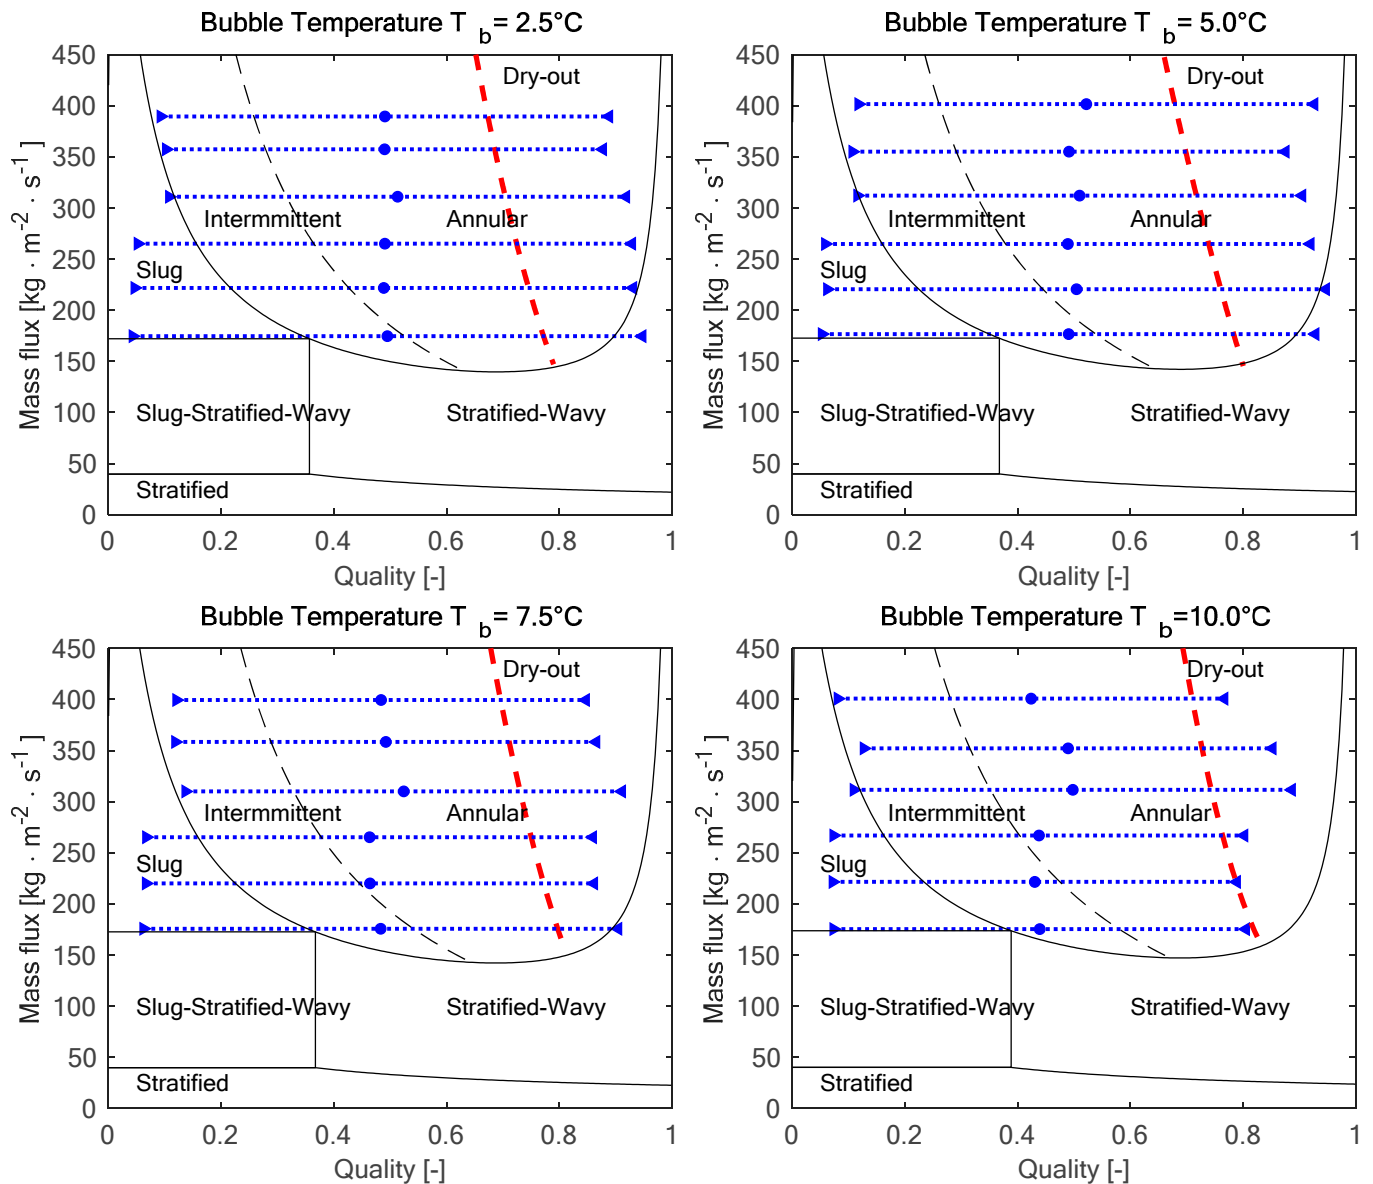 Bubble Temperature T b= 2.5°C
450
400
350
300
250
200
150
100
50
0
Mass flux [kg · m-2 · s-1 ]
Dry-out
Intermmittent
Annular
Slug
Slug-Stratified-Wavy
Stratified-Wavy
Stratified
0 0.2 0.4 0.6 0.8 1
Quality [-]
Bubble Temperature T b= 5.0°C
450
400
350
300
250
200
150
100
50
0
Mass flux [kg · m-2 · s-1 ]
Dry-out
Intermmittent
Annular
Slug
Slug-Stratified-Wavy
Stratified-Wavy
Stratified
0 0.2 0.4 0.6 0.8 1
Quality [-]
Bubble Temperature T b= 7.5°C
450
400
350
300
250
200
150
100
50
0
Mass flux [kg · m-2 · s-1 ]
Dry-out
Intermmittent
Annular
Slug
Slug-Stratified-Wavy
Stratified-Wavy
Stratified
0 0.2 0.4 0.6 0.8 1
Quality [-]
Bubble Temperature T b=10.0°C
450
400
350
300
250
200
150
100
50
0
Mass flux [kg · m-2 · s-1 ]
Dry-out
Intermmittent
Annular
Slug
Slug-Stratified-Wavy
Stratified-Wavy
Stratified
0 0.2 0.4 0.6 0.8 1
Quality [-]